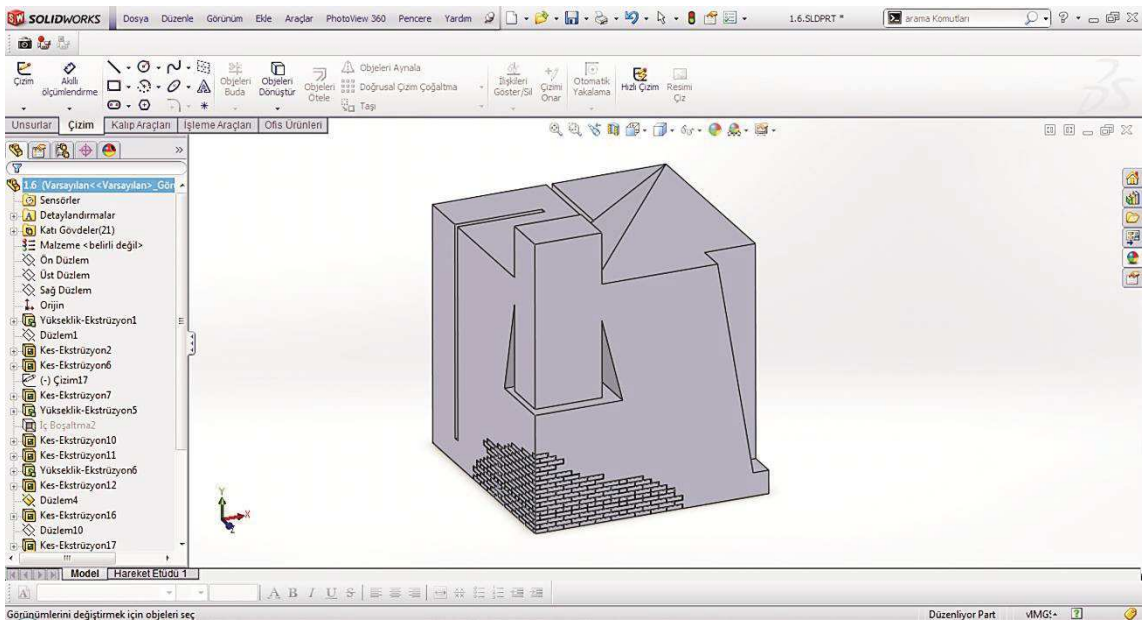 SOLIDWORKS Dosya Düzenle Görünüm Ekle Araçlar PhotoView 360 Pencere Yardım 1.6.SLDPRT * arama Komutları
Çizim
Akıllı ölçümlendirme
Objeleri Buda
Objeleri Dönüştür
Objeleri Ötele
Objeleri Aynala
Doğrusal Çizim Çoğaltma
Taşı
İlişkileri Göster/Sil
Çizimi Onar
Otomatik Yakalama
Hızlı Çizim
Resimi Çiz
Unsurlar Çizim Kalıp Araçları İşleme Araçları Ofis Ürünleri
1.6 (Varsayılan<<Varsayılan>_Gör
Sensörler
Detaylandırmalar
Katı Gövdeler(21)
Malzeme <belirli değil>
Ön Düzlem
Üst Düzlem
Sağ Düzlem
Orijin
Yükseklik-Ekstrüzyon1
Düzlem1
Kes-Ekstrüzyon2
Kes-Ekstrüzyon6
(-) Çizim17
Kes-Ekstrüzyon7
Yükseklik-Ekstrüzyon5
İç Boşaltma2
Kes-Ekstrüzyon10
Kes-Ekstrüzyon11
Yükseklik-Ekstrüzyon6
Kes-Ekstrüzyon12
Düzlem4
Kes-Ekstrüzyon16
Düzlem10
Kes-Ekstrüzyon17
Y X Z
Model Hareket Etüdü 1
A B I U S
Görünümlerini değiştirmek için objeleri seç Düzenliyor Part